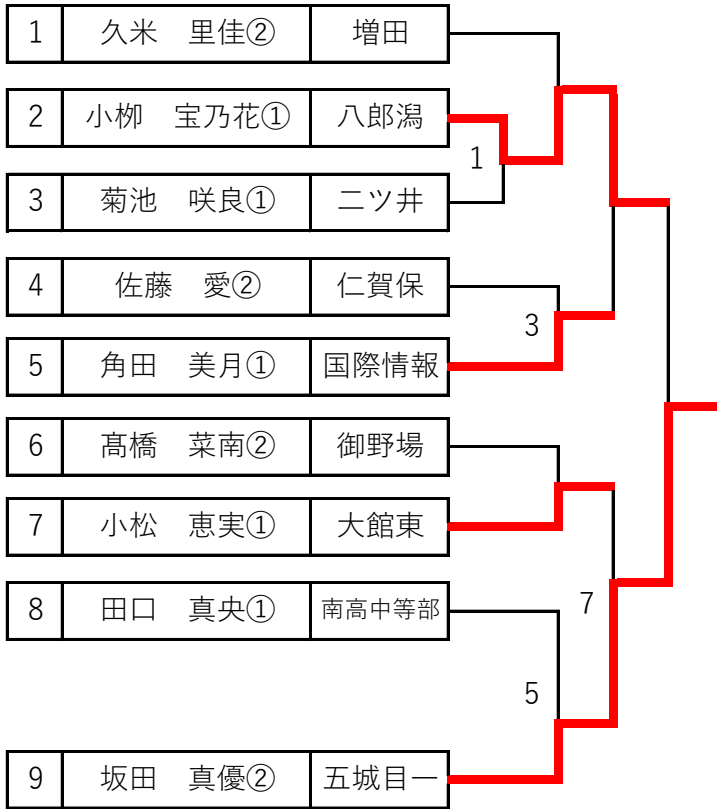 1 久米 里佳② 増田
2 小栁 宝乃花① 八郎潟
1
3 菊池 咲良① 二ツ井
4 佐藤 愛② 仁賀保
3
5 角田 美月① 国際情報
6 髙橋 菜南② 御野場
7 小松 恵実① 大館東
8 田口 真央① 南高中等部
7
5
9 坂田 真優② 五城目一